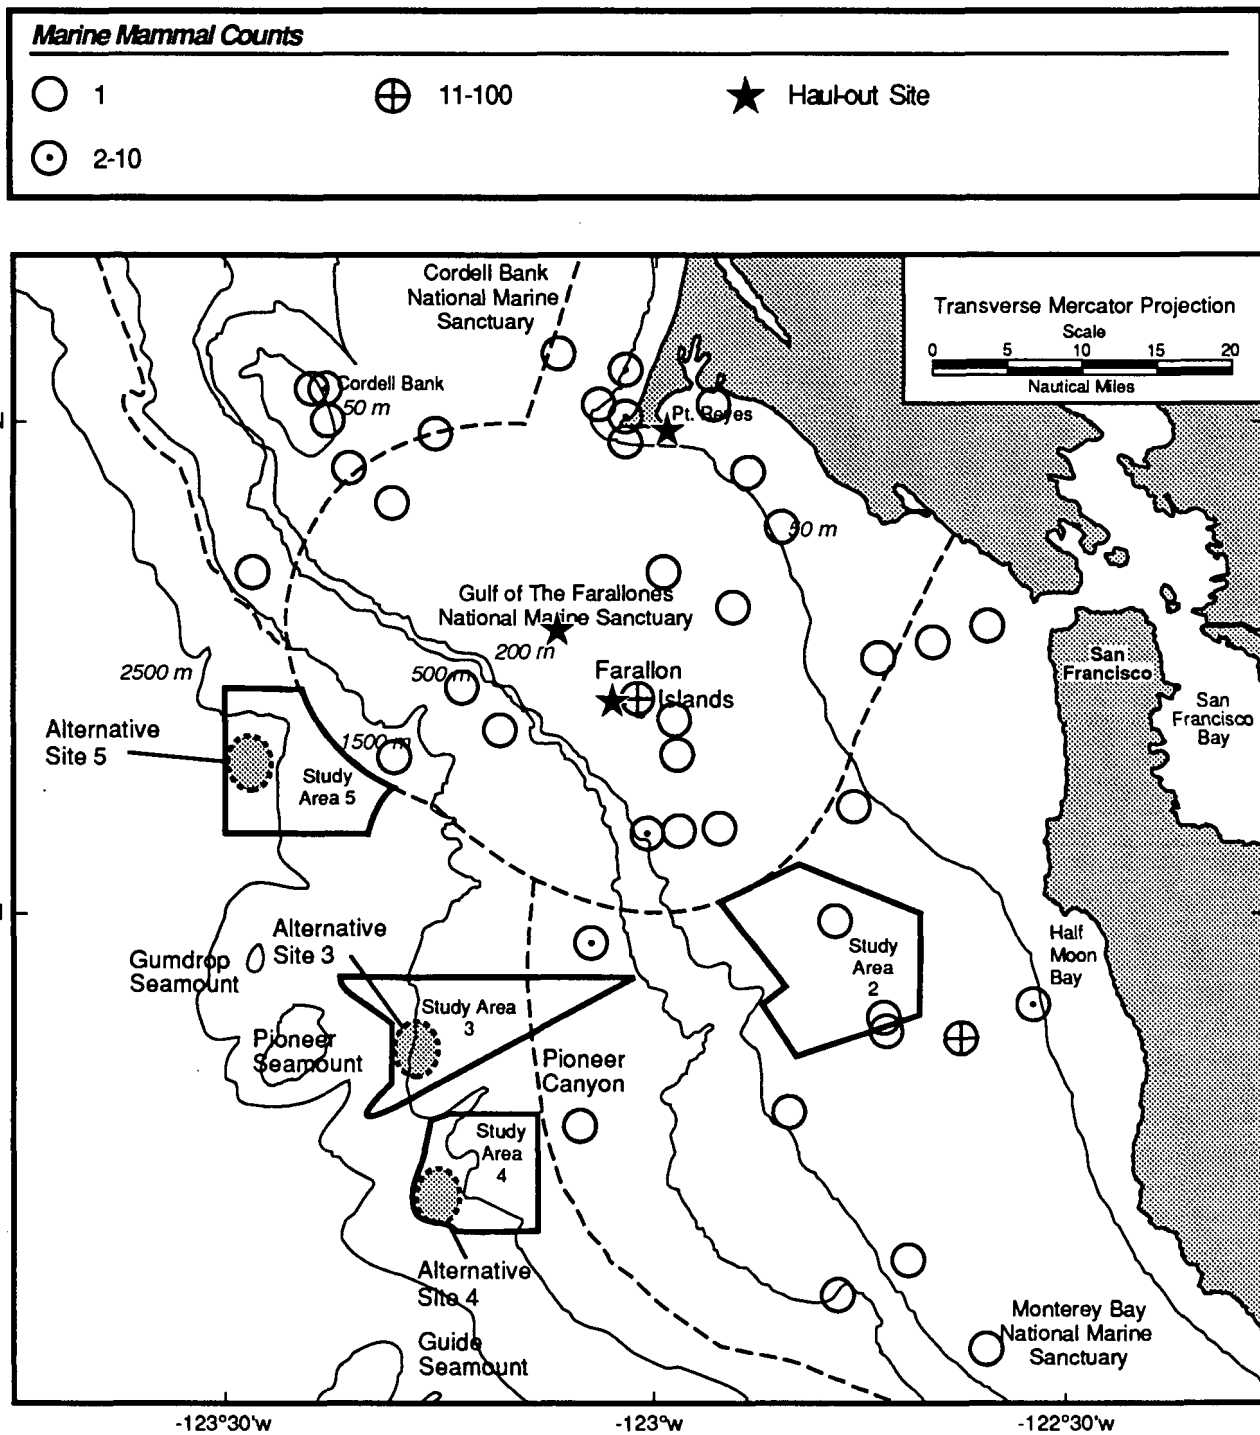 Marine Mammal Counts
1
11-100
Haul-out Site
2-10
Cordell Bank
National Marine
Sanctuary
Transverse Mercator Projection
Scale
0 5 10 15 20
Nautical Miles
Cordell Bank
50 m
Pt. Reyes
50 m
Gulf of The Farallones
National Marine Sanctuary
200 m
2500 m
500 m
Farallon
Islands
San
Francisco
San
Francisco
Bay
Alternative
Site 5
1500 m
Study
Area 5
Alternative
Site 3
Gumdrop
Seamount
Study Area
3
Study
Area
2
Half
Moon
Bay
Pioneer
Seamount
Pioneer
Canyon
Study
Area
4
Alternative
Site 4
Guide
Seamount
Monterey Bay
National Marine
Sanctuary
-123°30'W
-123°W
-122°30'W